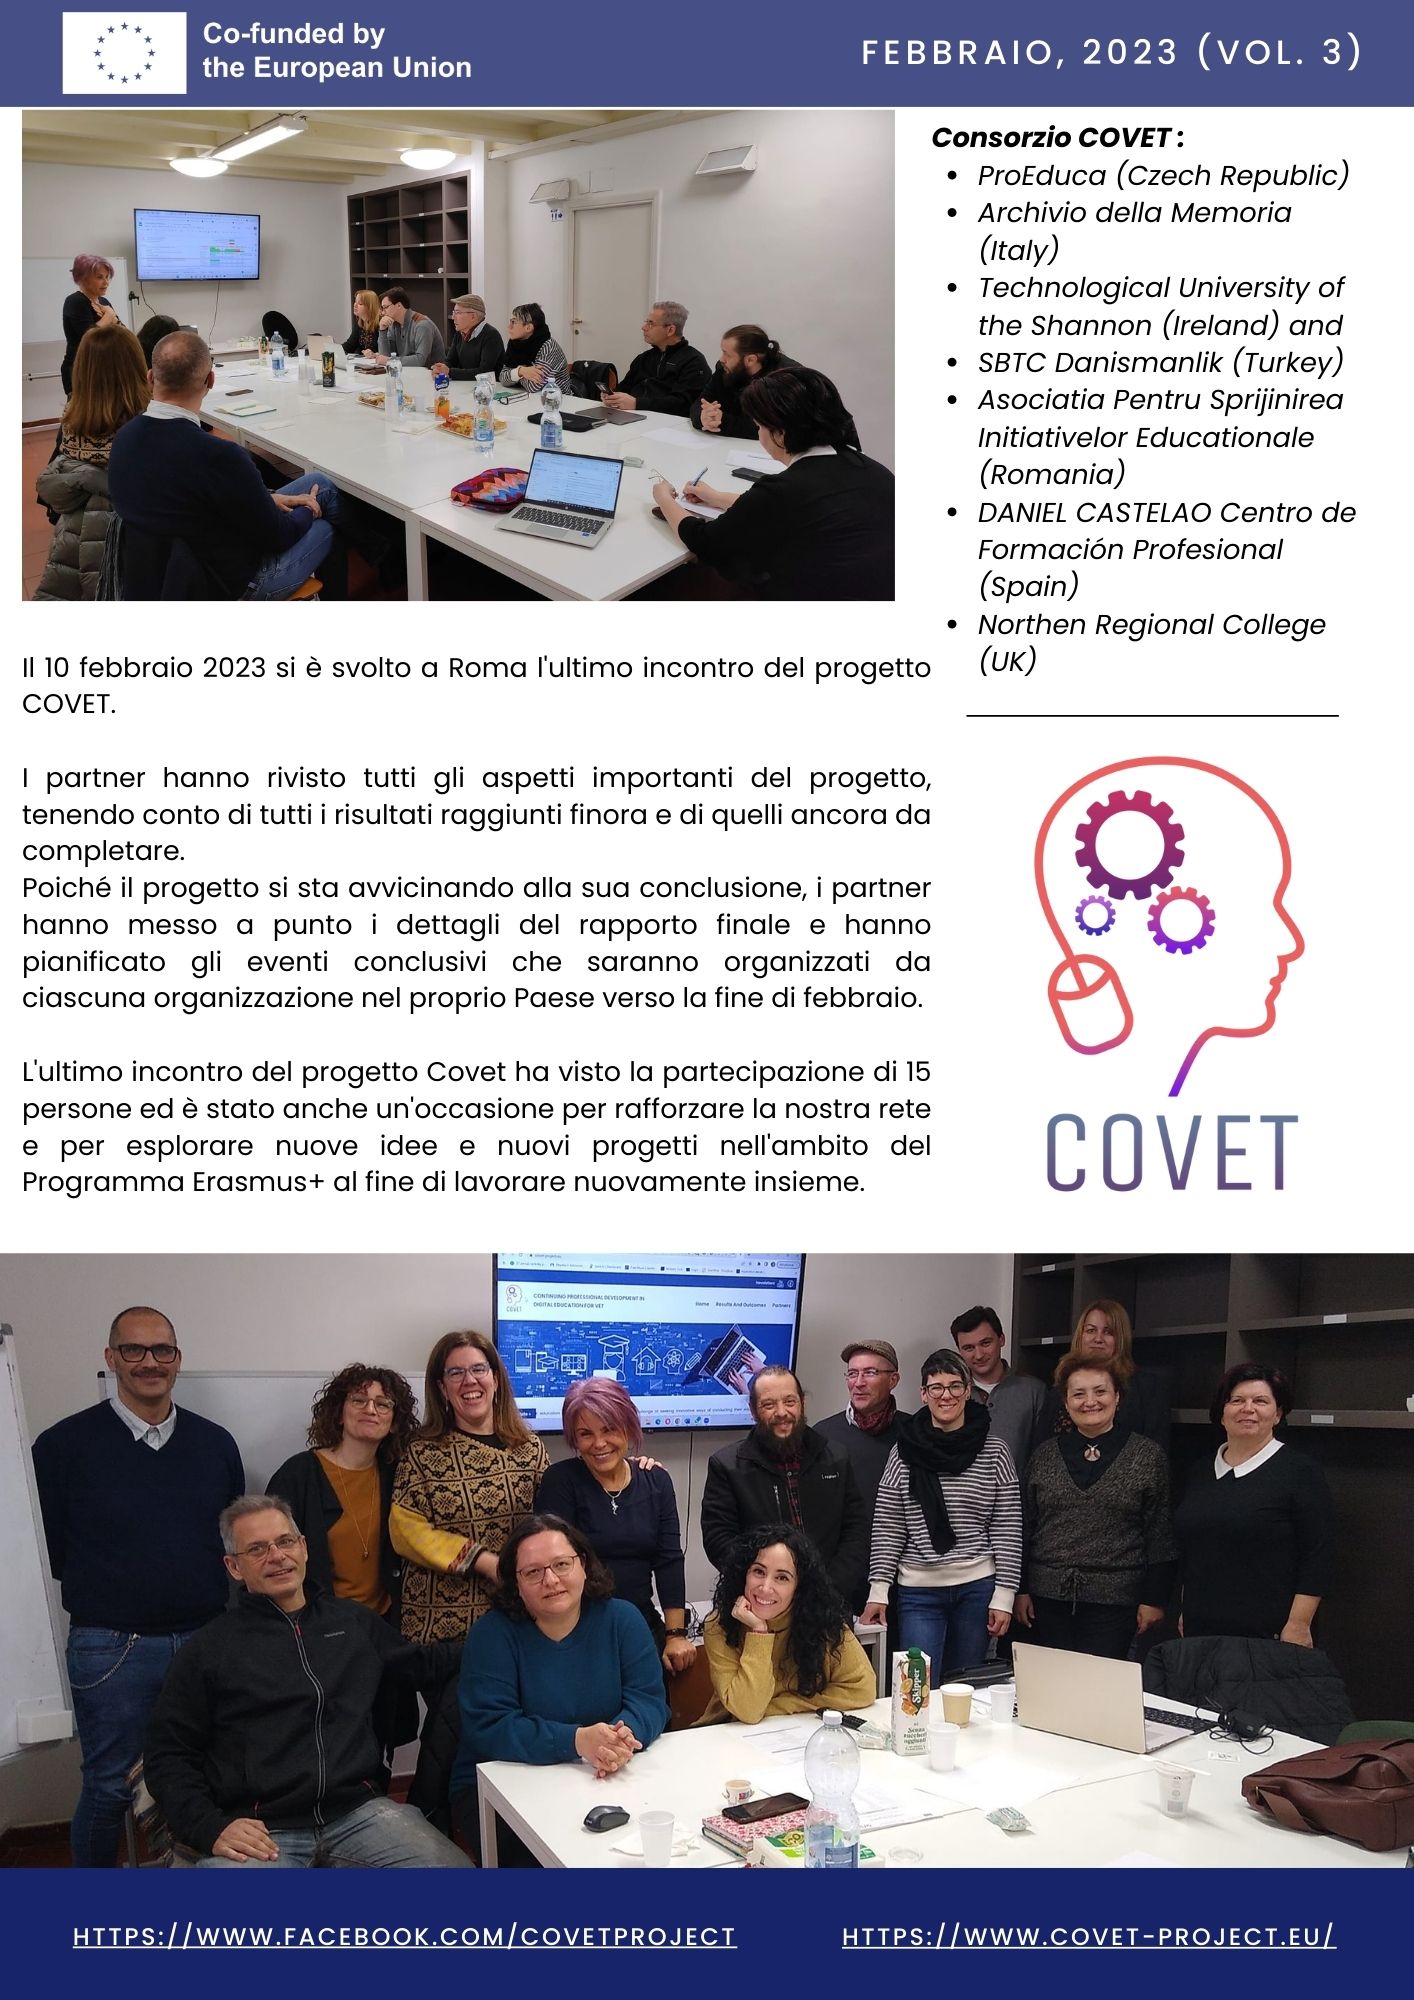 Co-funded by
the European Union
FEBBRAIO, 2023 (VOL. 3)
Consorzio COVET :
• ProEduca (Czech Republic)
• Archivio della Memoria
(Italy)
• Technological University of
the Shannon (Ireland) and
• SBTC Danismanlik (Turkey)
• Asociatia Pentru Sprijinirea
Initiativelor Educationale
(Romania)
• DANIEL CASTELAO Centro de
Formación Profesional
(Spain)
• Northen Regional College
(UK)
Il 10 febbraio 2023 si è svolto a Roma l'ultimo incontro del progetto
COVET.
I partner hanno rivisto tutti gli aspetti importanti del progetto,
tenendo conto di tutti i risultati raggiunti finora e di quelli ancora da
completare.
Poiché il progetto si sta avvicinando alla sua conclusione, i partner
hanno messo a punto i dettagli del rapporto finale e hanno
pianificato gli eventi conclusivi che saranno organizzati da
ciascuna organizzazione nel proprio Paese verso la fine di febbraio.
L'ultimo incontro del progetto Covet ha visto la partecipazione di 15
persone ed è stato anche un'occasione per rafforzare la nostra rete
e per esplorare nuove idee e nuovi progetti nell'ambito del
Programma Erasmus+ al fine di lavorare nuovamente insieme.
COVET
CONTINUING PROFESSIONAL DEVELOPMENT IN
DIGITAL EDUCATION FOR VET
Home Results And Outcomes Partners
Skipper
HTTPS://WWW.FACEBOOK.COM/COVETPROJECT
HTTPS://WWW.COVET-PROJECT.EU/